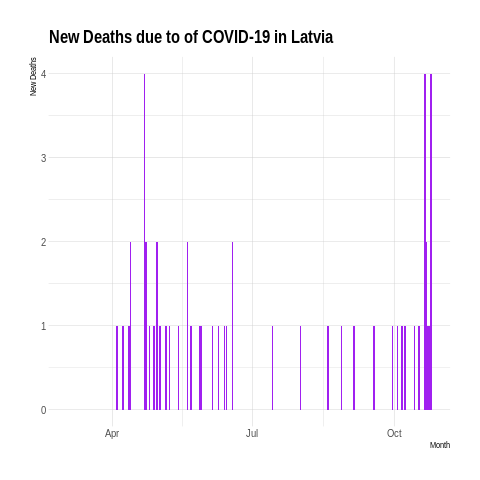 New Deaths due to of COVID-19 in Latvia
New Deaths
4
3
2
1
0
Apr
Jul
Oct
Month